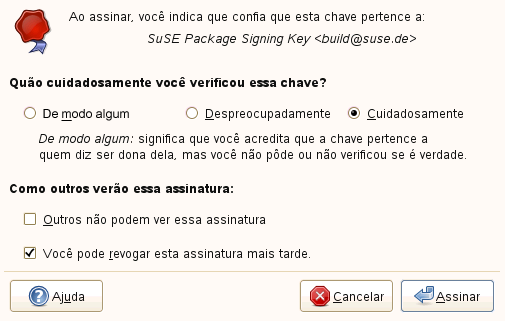 Ao assinar, você indica que confia que esta chave pertence a:
SuSE Package Signing Key <build@suse.de>
Quão cuidadosamente você verificou essa chave?
De modo algum
Despreocupadamente
Cuidadosamente
De modo algum: significa que você acredita que a chave pertence a
quem diz ser dona dela, mas você não pôde ou não verificou se é verdade.
Como outros verão essa assinatura:
Outros não podem ver essa assinatura
Você pode revogar esta assinatura mais tarde.
Ajuda
Cancelar
Assinar